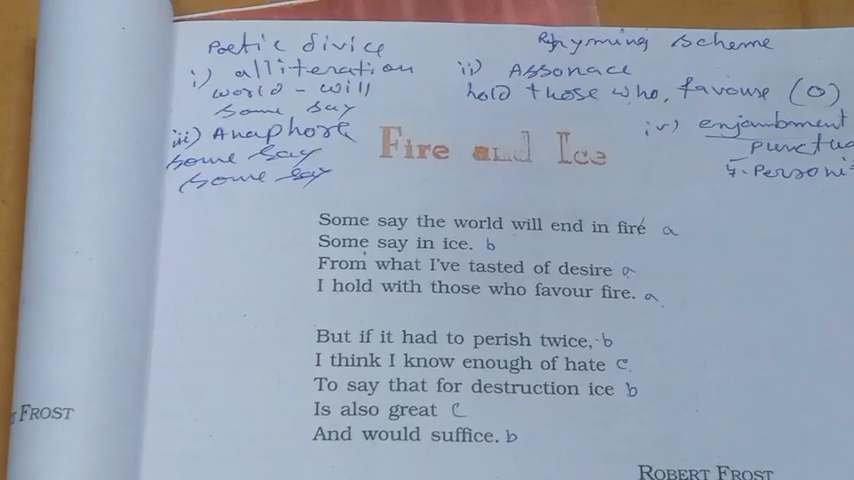 Poetic divice
Rhyming scheme
i) alliteration
world - will
some say
ii) Assonace
hold those who, favouse (O)
iii) Anaphora
some say
some say
iv) enjambment
Fire and Ice
Some say the world will end in fire a
Some say in ice. b
From what I've tasted of desire a
I hold with those who favour fire. a
But if it had to perish twice, b
I think I know enough of hate c
To say that for destruction ice b
Is also great c
And would suffice. b
FROST
ROBERT FROST